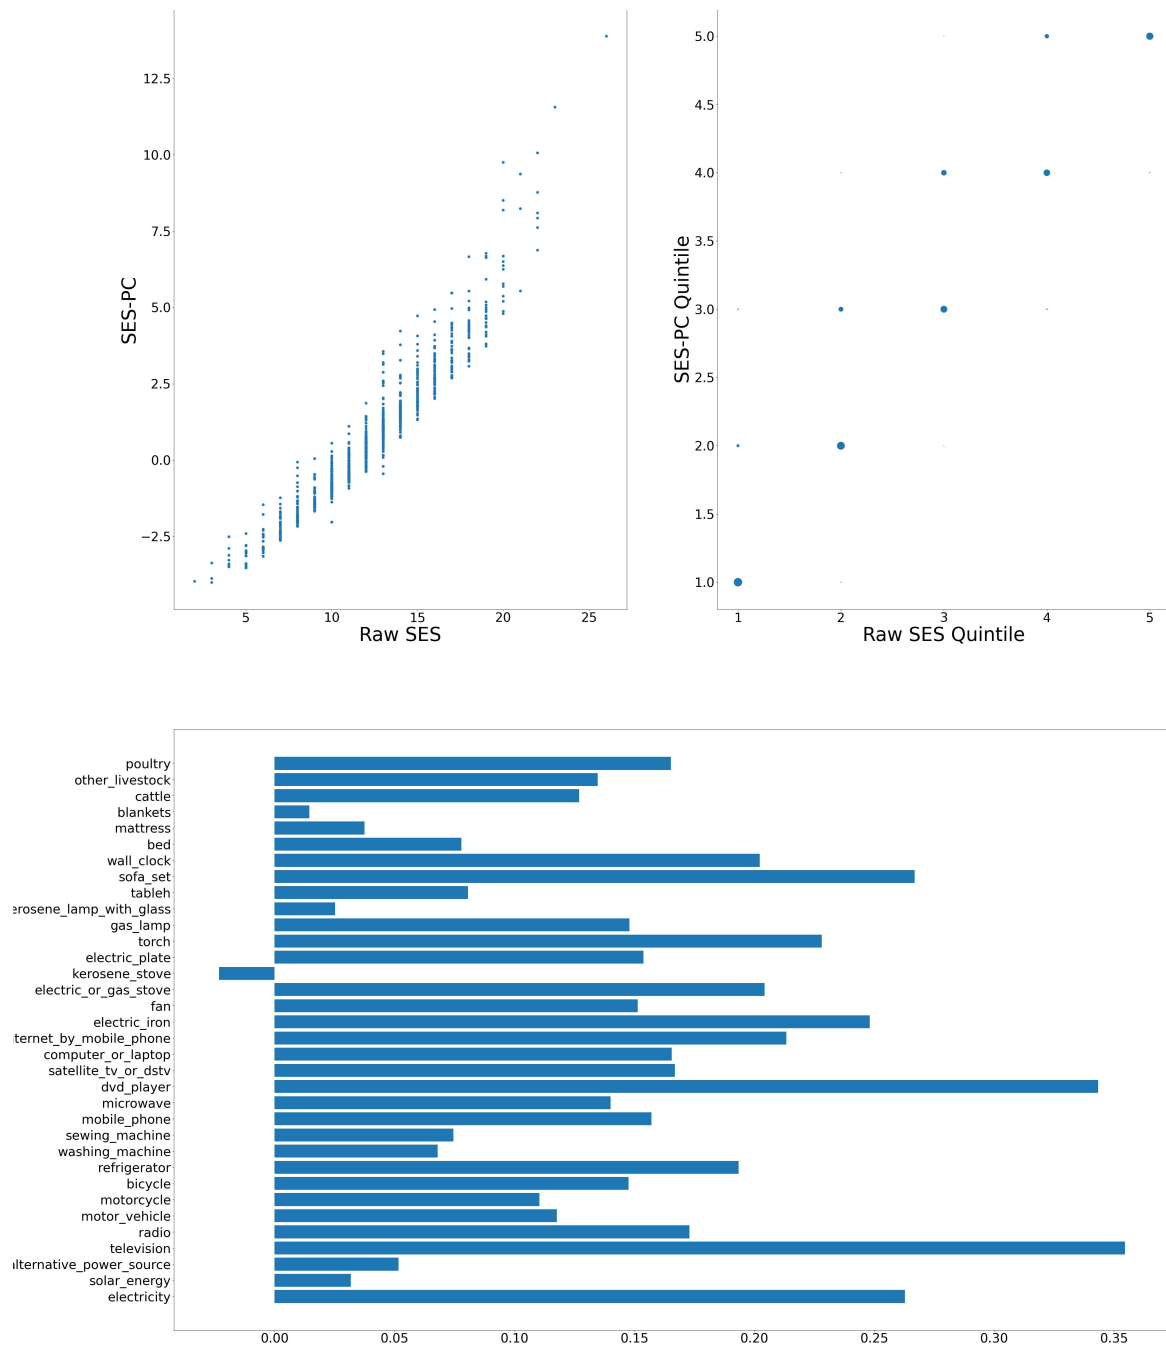 12.5
10.0
7.5
5.0
2.5
0.0
−2.5
SES-PC
5 10 15 20 25
Raw SES
5.0
4.5
4.0
3.5
3.0
2.5
2.0
1.5
1.0
SES-PC Quintile
1 2 3 4 5
Raw SES Quintile
poultry
other_livestock
cattle
blankets
mattress
bed
wall_clock
sofa_set
tableh
erosene_lamp_with_glass
gas_lamp
torch
electric_plate
kerosene_stove
electric_or_gas_stove
fan
electric_iron
nternet_by_mobile_phone
computer_or_laptop
satellite_tv_or_dstv
dvd_player
microwave
mobile_phone
sewing_machine
washing_machine
refrigerator
bicycle
motorcycle
motor_vehicle
radio
television
alternative_power_source
solar_energy
electricity
0.00 0.05 0.10 0.15 0.20 0.25 0.30 0.35